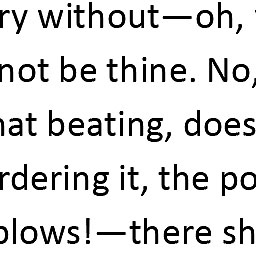 ry without—oh,
not be thine. No,
hat beating, does
rdering it, the po
blows!—there sh